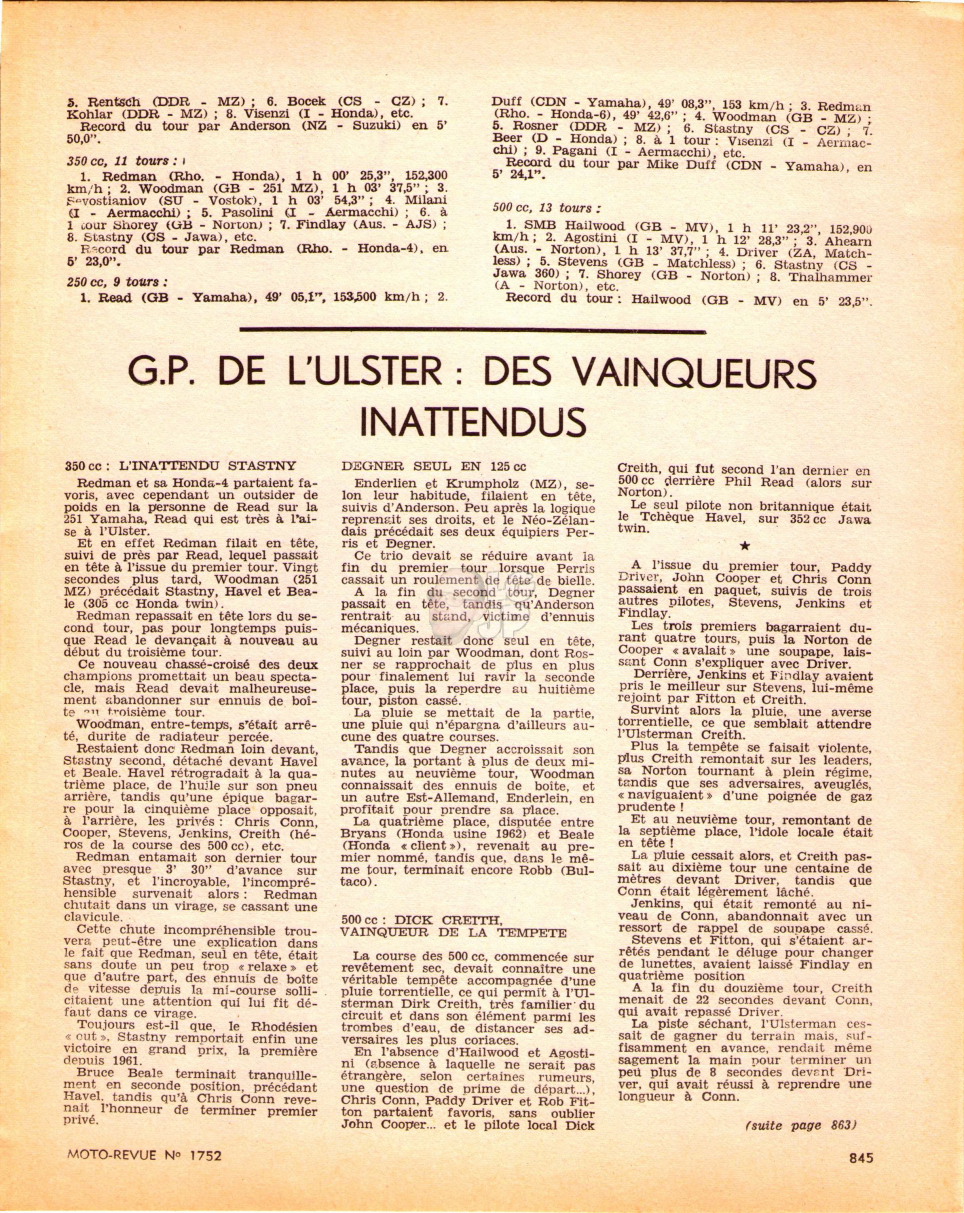 5. Rentsch (DDR - MZ) ; 6. Bocek (CS - CZ) ; 7.
Kohlar (DDR - MZ) ; 8. Visenzi (I - Honda), etc.
Record du tour par Anderson (NZ - Suzuki) en 5'
50,0".
350 cc, 11 tours :
1. Redman (Rho. - Honda), 1 h 00' 25,3", 152,300
km/h ; 2. Woodman (GB - 251 MZ), 1 h 03' 37,5" ; 3.
Sevostianiov (SU - Vostok), 1 h 03' 54,3" ; 4. Milani
(I - Aermacchi) ; 5. Pasolini (I - Aermacchi) ; 6. à
1 tour Shorey (GB - Norton) ; 7. Findlay (Aus. - AJS) ;
8. Stastny (CS - Jawa), etc.
Record du tour par Redman (Rho. - Honda-4), en
5' 23,0".
250 cc, 9 tours :
1. Read (GB - Yamaha), 49' 05,1", 153,500 km/h ; 2.
Duff (CDN - Yamaha), 49' 08,3", 153 km/h ; 3. Redman
(Rho. - Honda-6), 49' 42,6" ; 4. Woodman (GB - MZ) ;
5. Rosner (DDR - MZ) ; 6. Stastny (CS - CZ) ; 7.
Beer (D - Honda) ; 8. à 1 tour : Visenzi (I - Aermac-
chi) ; 9. Pagani (I - Aermacchi), etc.
Record du tour par Mike Duff (CDN - Yamaha), en
5' 24,1".
500 cc, 13 tours :
1. SMB Hailwood (GB - MV), 1 h 11' 23,2", 152,900
km/h ; 2. Agostini (I - MV), 1 h 12' 28,3" ; 3. Ahearn
(Aus. - Norton), 1 h 13' 37,7" ; 4. Driver (ZA, Match-
less) ; 5. Stevens (GB - Matchless) ; 6. Stastny (CS -
Jawa 360) ; 7. Shorey (GB - Norton) ; 8. Thalhammer
(A - Norton), etc.
Record du tour : Hailwood (GB - MV) en 5' 23,5".
G.P. DE L'ULSTER : DES VAINQUEURS
INATTENDUS
350 cc : L'INATTENDU STASTNY
Redman et sa Honda-4 partaient fa-
voris, avec cependant un outsider de
poids en la personne de Read sur la
251 Yamaha, Read qui est très à l'ai-
se à l'Ulster.
Et en effet Redman filait en tête,
suivi de près par Read, lequel passait
en tête à l'issue du premier tour. Vingt
secondes plus tard, Woodman (251
MZ) précédait Stastny, Havel et Bea-
le (305 cc Honda twin).
Redman repassait en tête lors du se-
cond tour, pas pour longtemps puis-
que Read le devançait à nouveau au
début du troisième tour.
Ce nouveau chassé-croisé des deux
champions promettait un beau specta-
cle, mais Read devait malheureuse-
ment abandonner sur ennuis de boi-
te au troisième tour.
Woodman, entre-temps, s'était arrê-
té, durite de radiateur percée.
Restaient donc Redman loin devant,
Stastny second, détaché devant Havel
et Beale. Havel rétrogradait à la qua-
trième place, de l'huile sur son pneu
arrière, tandis qu'une épique bagar-
re pour la cinquième place opposait,
à l'arrière, les privés : Chris Conn,
Cooper, Stevens, Jenkins, Creith (hé-
ros de la course des 500 cc), etc.
Redman entamait son dernier tour
avec presque 3' 30" d'avance sur
Stastny, et l'incroyable, l'incompré-
hensible survenait alors : Redman
chutait dans un virage, se cassant une
clavicule.
Cette chute incompréhensible trou-
vera peut-être une explication dans
le fait que Redman, seul en tête, était
sans doute un peu trop « relaxe » et
que d'autre part, des ennuis de boîte
de vitesse depuis la mi-course solli-
citaient une attention qui lui fit dé-
faut dans ce virage.
Toujours est-il que, le Rhodésien
« out », Stastny remportait enfin une
victoire en grand prix, la première
depuis 1961.
Bruce Beale terminait tranquille-
ment en seconde position, précédant
Havel, tandis qu'à Chris Conn reve-
nait l'honneur de terminer premier
privé.
DEGNER SEUL EN 125 cc
Enderlien et Krumpholz (MZ), se-
lon leur habitude, filaient en tête,
suivis d'Anderson. Peu après la logique
reprenait ses droits, et le Néo-Zélan-
dais précédait ses deux équipiers Per-
ris et Degner.
Ce trio devait se réduire avant la
fin du premier tour lorsque Perris
cassait un roulement de tête de bielle.
A la fin du second tour, Degner
passait en tête, tandis qu'Anderson
rentrait au stand, victime d'ennuis
mécaniques.
Degner restait donc seul en tête,
suivi au loin par Woodman, dont Ros-
ner se rapprochait de plus en plus
pour finalement lui ravir la seconde
place, puis la reperdre au huitième
tour, piston cassé.
La pluie se mettait de la partie,
une pluie qui n'épargna d'ailleurs au-
cune des quatre courses.
Tandis que Degner accroissait son
avance, la portant à plus de deux mi-
nutes au neuvième tour, Woodman
connaissait des ennuis de boîte, et
un autre Est-Allemand, Enderlein, en
profitait pour prendre sa place.
La quatrième place, disputée entre
Bryans (Honda usine 1962) et Beale
(Honda « client »), revenait au pre-
mier nommé, tandis que, dans le mê-
me tour, terminait encore Robb (Bul-
taco).
500 cc : DICK CREITH,
VAINQUEUR DE LA TEMPETE
La course des 500 cc, commencée sur
revêtement sec, devait connaître une
véritable tempête accompagnée d'une
pluie torrentielle, ce qui permit à l'Ul-
sterman Dirk Creith, très familier du
circuit et dans son élément parmi les
trombes d'eau, de distancer ses ad-
versaires les plus coriaces.
En l'absence d'Hailwood et Agosti-
ni (absence à laquelle ne serait pas
étrangère, selon certaines rumeurs,
une question de prime de départ...),
Chris Conn, Paddy Driver et Rob Fit-
ton partaient favoris, sans oublier
John Cooper... et le pilote local Dick
Creith, qui fut second l'an dernier en
500 cc derrière Phil Read (alors sur
Norton).
Le seul pilote non britannique était
le Tchèque Havel, sur 352 cc Jawa
twin.
★
A l'issue du premier tour, Paddy
Driver, John Cooper et Chris Conn
passaient en paquet, suivis de trois
autres pilotes, Stevens, Jenkins et
Findlay.
Les trois premiers bagarraient du-
rant quatre tours, puis la Norton de
Cooper « avalait » une soupape, lais-
sant Conn s'expliquer avec Driver.
Derrière, Jenkins et Findlay avaient
pris le meilleur sur Stevens, lui-même
rejoint par Fitton et Creith.
Survint alors la pluie, une averse
torrentielle, ce que semblait attendre
l'Ulsterman Creith.
Plus la tempête se faisait violente,
plus Creith remontait sur les leaders,
sa Norton tournant à plein régime,
tandis que ses adversaires, aveuglés,
« naviguaient » d'une poignée de gaz
prudente !
Et au neuvième tour, remontant de
la septième place, l'idole locale était
en tête !
La pluie cessait alors, et Creith pas-
sait au dixième tour une centaine de
mètres devant Driver, tandis que
Conn était légèrement lâché.
Jenkins, qui était remonté au ni-
veau de Conn, abandonnait avec un
ressort de rappel de soupape cassé.
Stevens et Fitton, qui s'étaient ar-
rêtés pendant le déluge pour changer
de lunettes, avaient laissé Findlay en
quatrième position
A la fin du douzième tour, Creith
menait de 22 secondes devant Conn,
qui avait repassé Driver.
La piste séchant, l'Ulsterman ces-
sait de gagner du terrain mais, suf-
fisamment en avance, rendait même
sagement la main pour terminer un
peu plus de 8 secondes devant Dri-
ver, qui avait réussi à reprendre une
longueur à Conn.
(suite page 863)
MOTO-REVUE No 1752
845